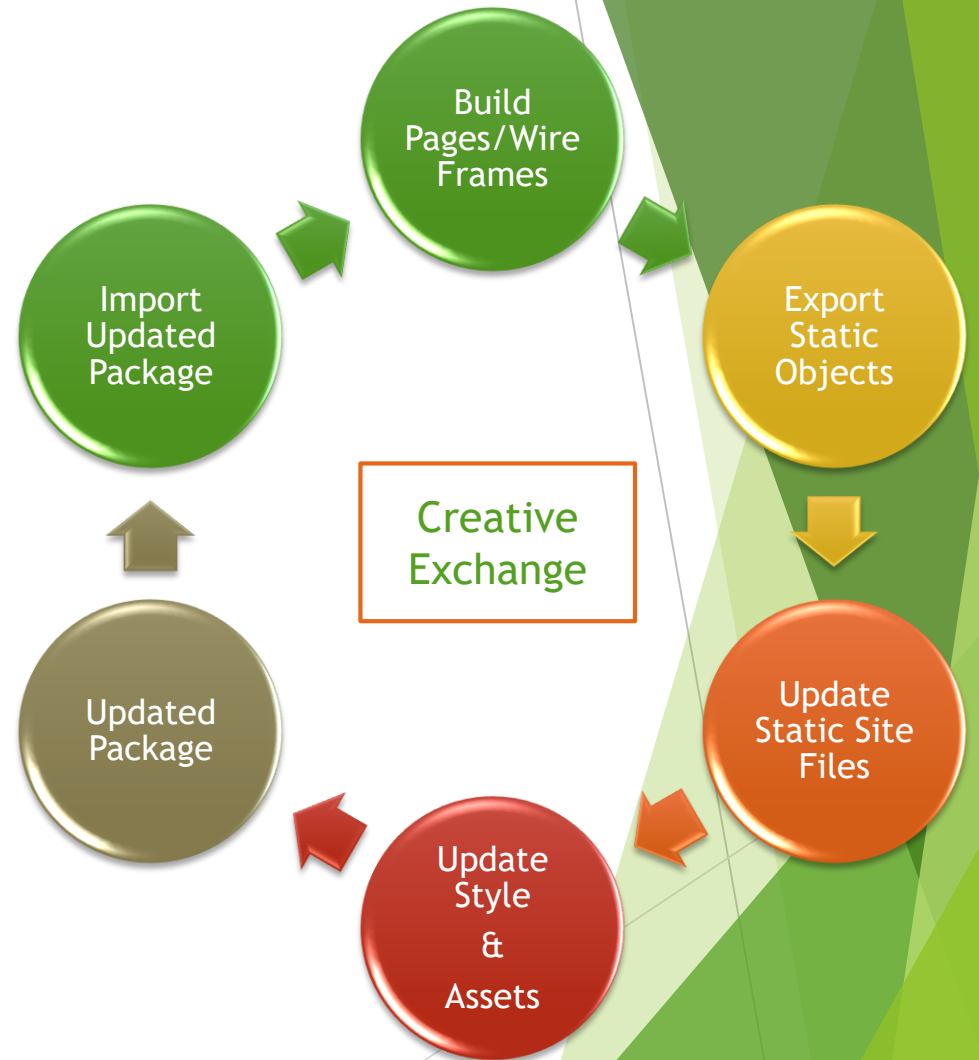 Build
Pages/Wire
Frames
Export
Static
Objects
Update
Static Site
Files
Update
Style
&
Assets
Updated
Package
Import
Updated
Package
Creative
Exchange